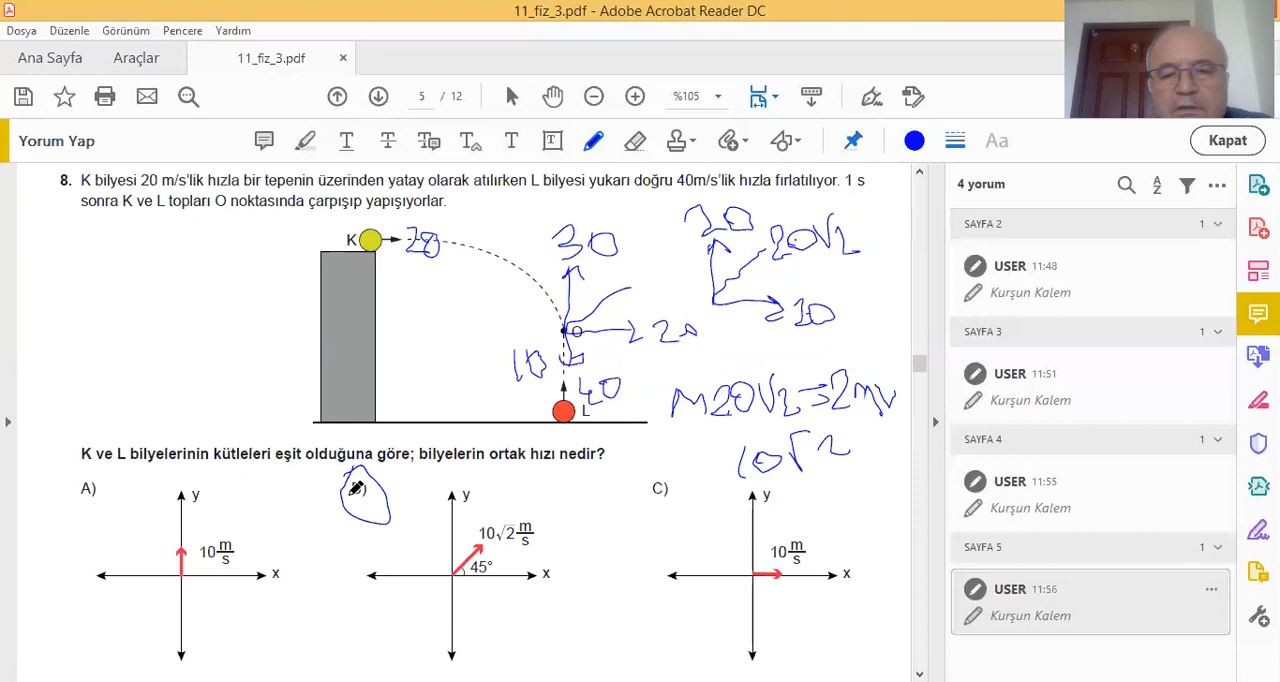 11_fiz_3.pdf - Adobe Acrobat Reader DC
Dosya Düzenle Görünüm Pencere Yardım
Ana Sayfa Araçlar 11_fiz_3.pdf ×
5 / 12 %105
Yorum Yap Aa Kapat
8. K bilyesi 20 m/s'lik hızla bir tepenin üzerinden yatay olarak atılırken L bilyesi yukarı doğru 40m/s'lik hızla fırlatılıyor. 1 s
sonra K ve L topları O noktasında çarpışıp yapışıyorlar.
K 20 30 20 20√2
O 20 20
10 40
L
m20√2 = 2mv
10√2
K ve L bilyelerinin kütleleri eşit olduğuna göre; bilyelerin ortak hızı nedir?
A) y 10 m/s x
B) y 10√2 m/s 45° x
C) y 10 m/s x
4 yorum
SAYFA 2 1
USER 11:48
Kurşun Kalem
SAYFA 3 1
USER 11:51
Kurşun Kalem
SAYFA 4 1
USER 11:55
Kurşun Kalem
SAYFA 5 1
USER 11:56
Kurşun Kalem